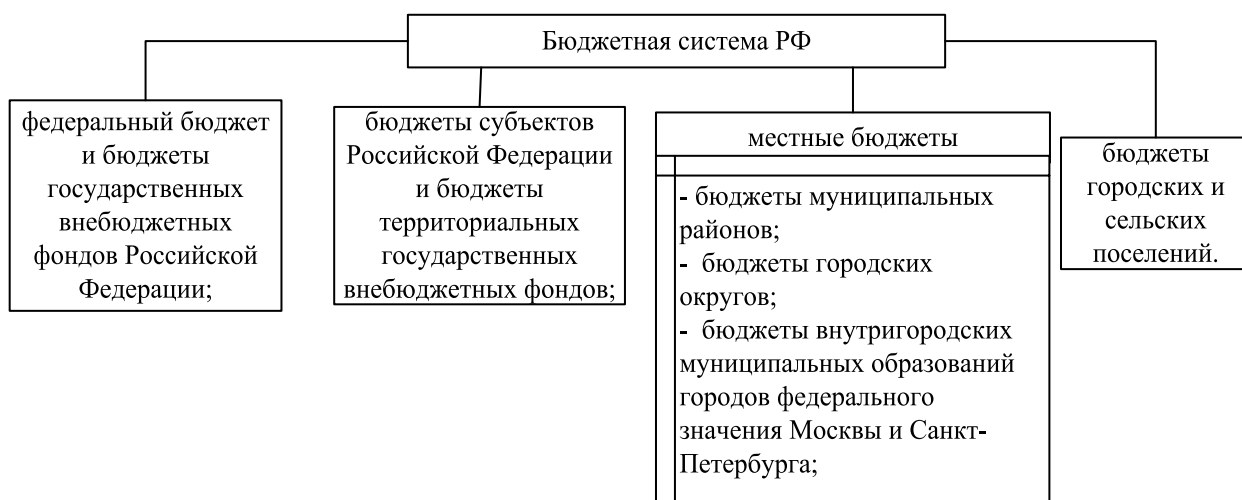 Бюджетная система РФ
федеральный бюджет
и бюджеты
государственных
внебюджетных
фондов Российской
Федерации;
бюджеты субъектов
Российской Федерации
и бюджеты
территориальных
государственных
внебюджетных фондов;
местные бюджеты
- бюджеты муниципальных
районов;
- бюджеты городских
округов;
- бюджеты внутригородских
муниципальных образований
городов федерального
значения Москвы и Санкт-
Петербурга;
бюджеты
городских и
сельских
поселений.